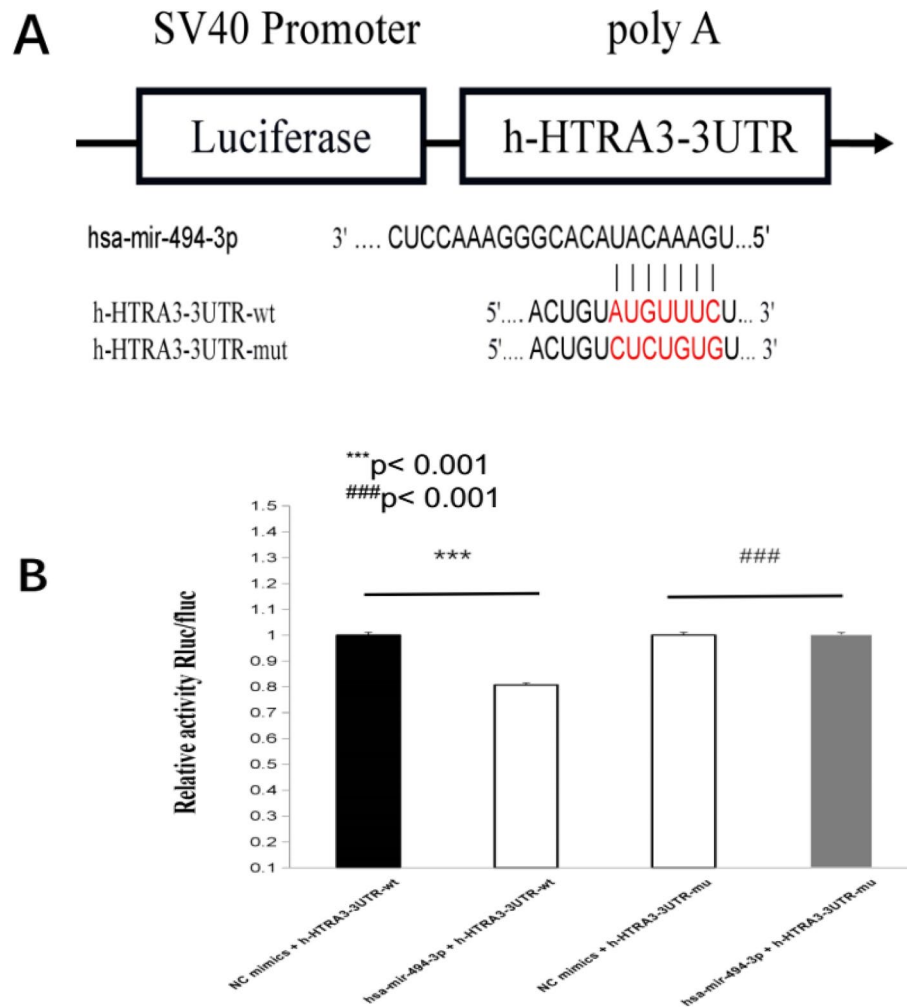 A
SV40 Promoter poly A
Luciferase h-HTRA3-3UTR
hsa-mir-494-3p 3' .... CUCCAAAGGGCACAUACAAAGU...5'
| | | | | | |
h-HTRA3-3UTR-wt 5'.... ACUGUAUGUUUCU... 3'
h-HTRA3-3UTR-mut 5'.... ACUGUCUCUGUGU... 3'
***p< 0.001
###p< 0.001
B
Relative activity Rluc/fluc
1.5
1.4
1.3
1.2
1.1
1
0.9
0.8
0.7
0.6
0.5
0.4
0.3
0.2
0.1
***
###
NC mimics + h-HTRA3-3UTR-wt
hsa-mir-494-3p + h-HTRA3-3UTR-wt
NC mimics + h-HTRA3-3UTR-mu
hsa-mir-494-3p + h-HTRA3-3UTR-mu